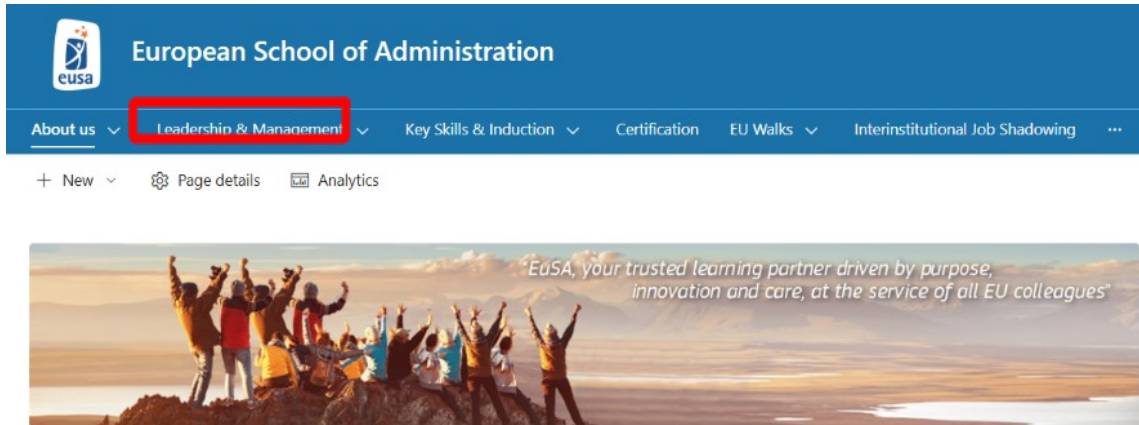 eusa
European School of Administration
About us Leadership & Management Key Skills & Induction Certification EU Walks Interinstitutional Job Shadowing ...
+ New Page details Analytics
"EuSA, your trusted learning partner driven by purpose,
innovation and care, at the service of all EU colleagues"